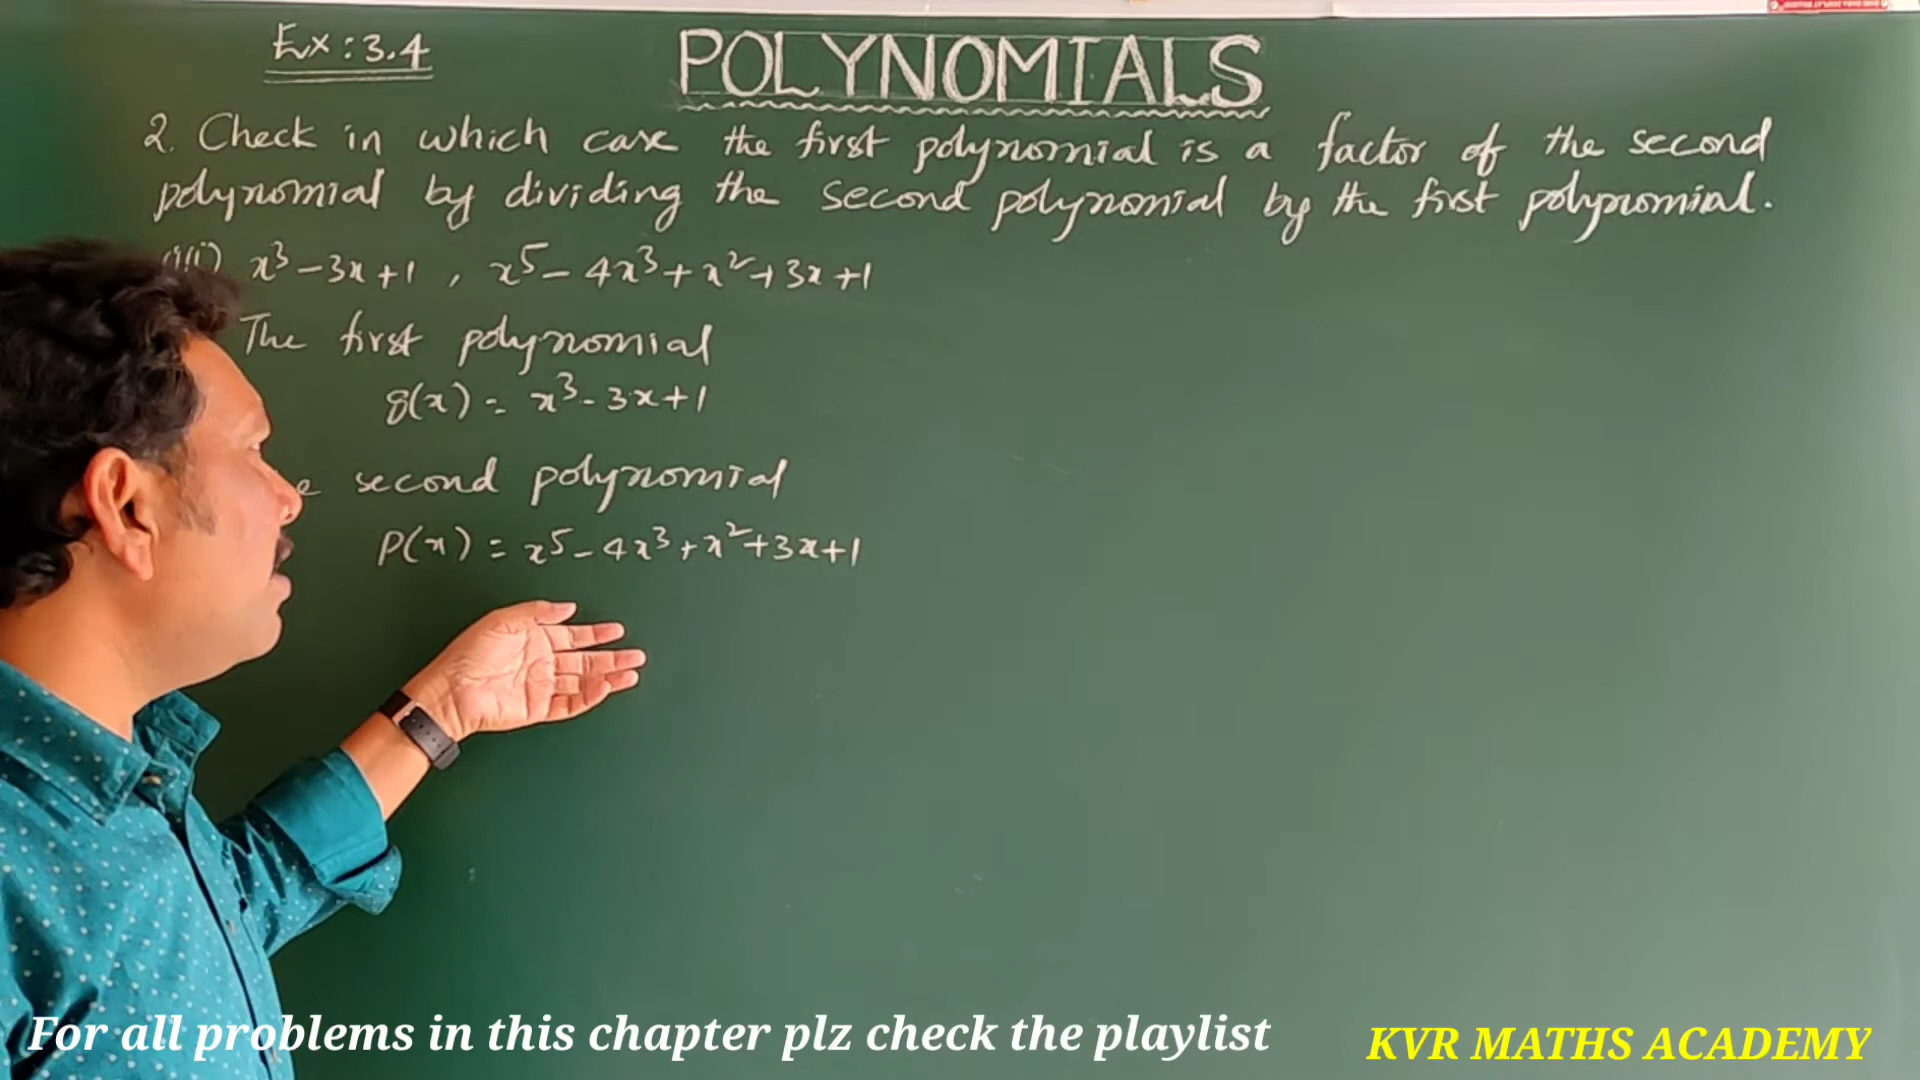 Ex : 3.4
POLYNOMIALS
2. Check in which case the first polynomial is a factor of the second
polynomial by dividing the second polynomial by the first polynomial.
(iii) x³ - 3x + 1 , x⁵ - 4x³ + x² + 3x + 1
The first polynomial
g(x) = x³ - 3x + 1
e second polynomial
P(x) = x⁵ - 4x³ + x² + 3x + 1
For all problems in this chapter plz check the playlist
KVR MATHS ACADEMY